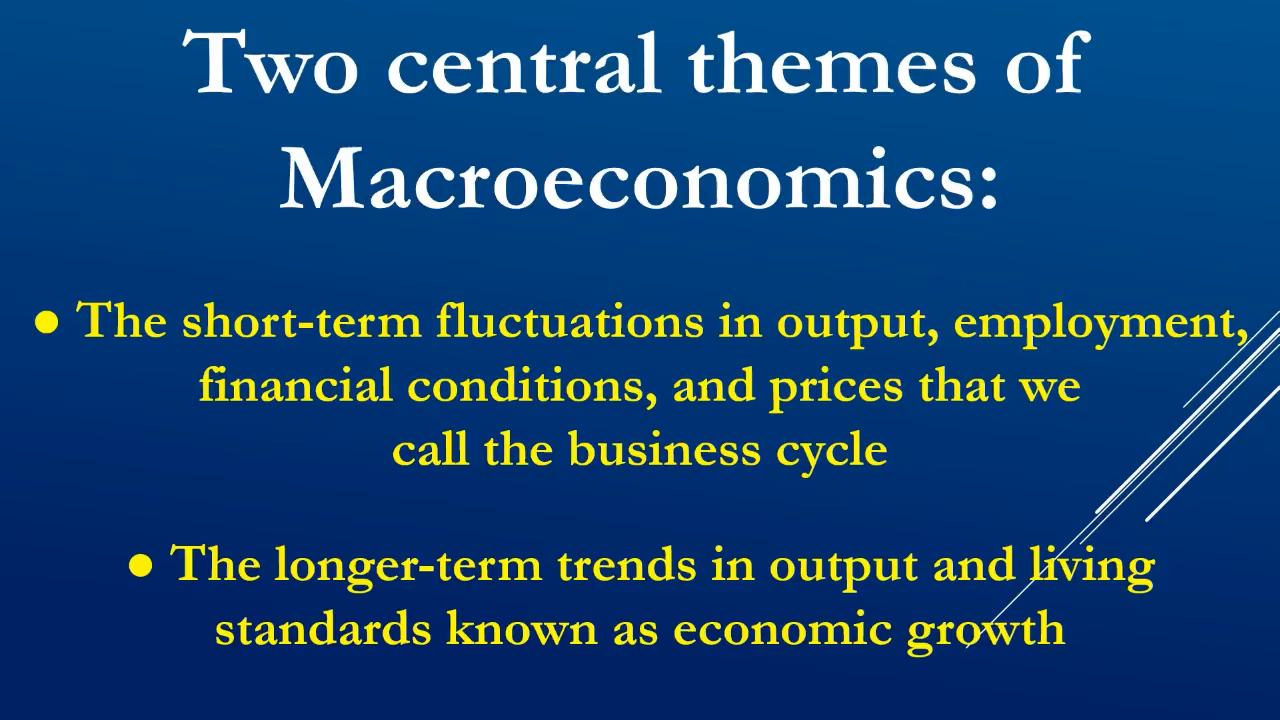 Two central themes of
Macroeconomics:
● The short-term fluctuations in output, employment,
financial conditions, and prices that we
call the business cycle
● The longer-term trends in output and living
standards known as economic growth